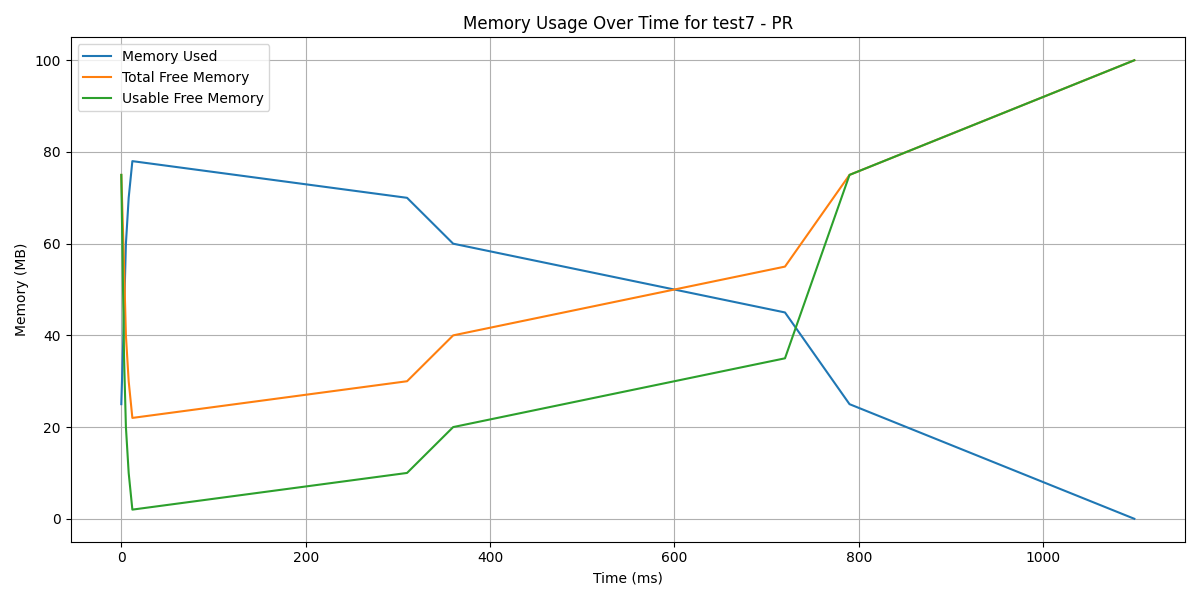 Memory Usage Over Time for test7 - PR
Memory Used
Total Free Memory
Usable Free Memory
Memory (MB)
100
80
60
40
20
0
0 200 400 600 800 1000
Time (ms)